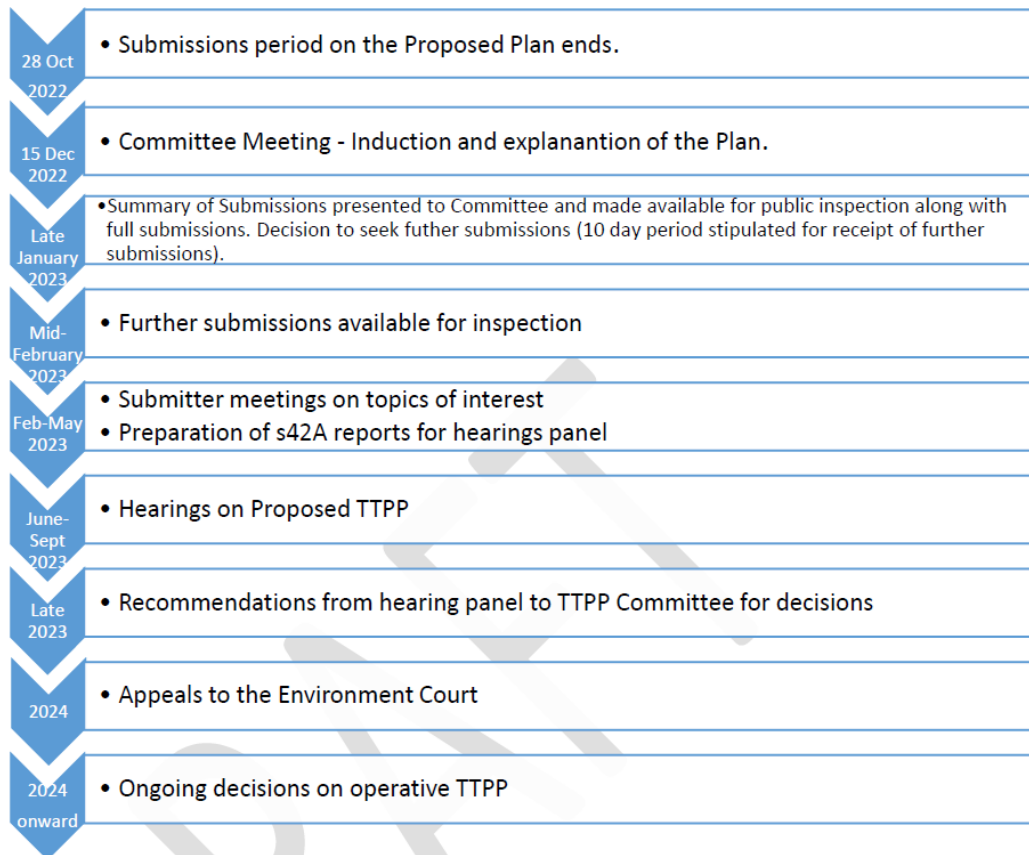 28 Oct
2022
• Submissions period on the Proposed Plan ends.
15 Dec
2022
• Committee Meeting - Induction and explanantion of the Plan.
Late
January
2023
•Summary of Submissions presented to Committee and made available for public inspection along with
full submissions. Decision to seek futher submissions (10 day period stipulated for receipt of further
submissions).
Mid-
February
2023
• Further submissions available for inspection
Feb-May
2023
• Submitter meetings on topics of interest
• Preparation of s42A reports for hearings panel
June-
Sept
2023
• Hearings on Proposed TTPP
Late
2023
• Recommendations from hearing panel to TTPP Committee for decisions
2024
• Appeals to the Environment Court
2024
onward
• Ongoing decisions on operative TTPP
DRAFT